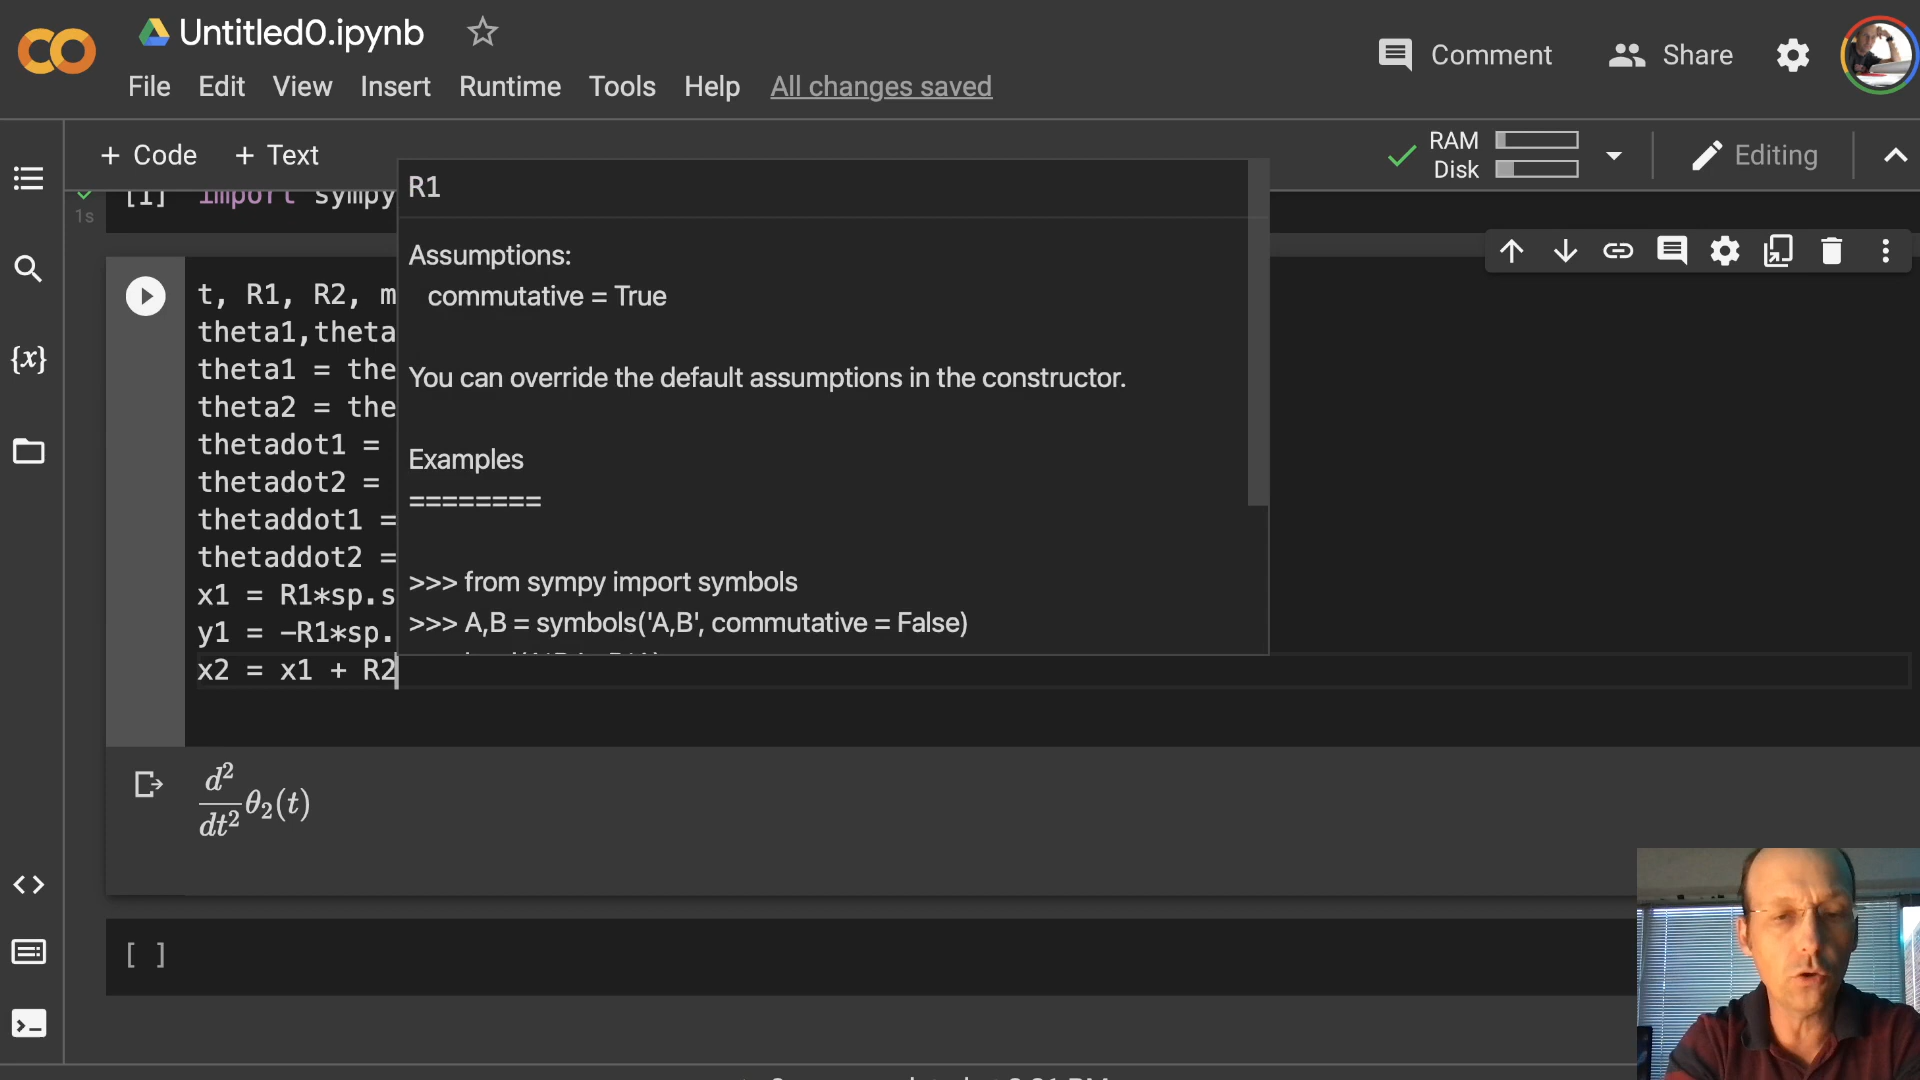 Untitled0.ipynb
Comment
Share
File Edit View Insert Runtime Tools Help All changes saved
+ Code + Text
RAM
Disk
Editing
[1] import sympy
1s
R1
Assumptions:
commutative = True
You can override the default assumptions in the constructor.
Examples
========
>>> from sympy import symbols
>>> A,B = symbols('A,B', commutative = False)
t, R1, R2, m
theta1,theta
theta1 = the
theta2 = the
thetadot1 =
thetadot2 =
thetaddot1 =
thetaddot2 =
x1 = R1*sp.s
y1 = -R1*sp.
x2 = x1 + R2
{x}
d²
dt² θ₂(t)
[ ]